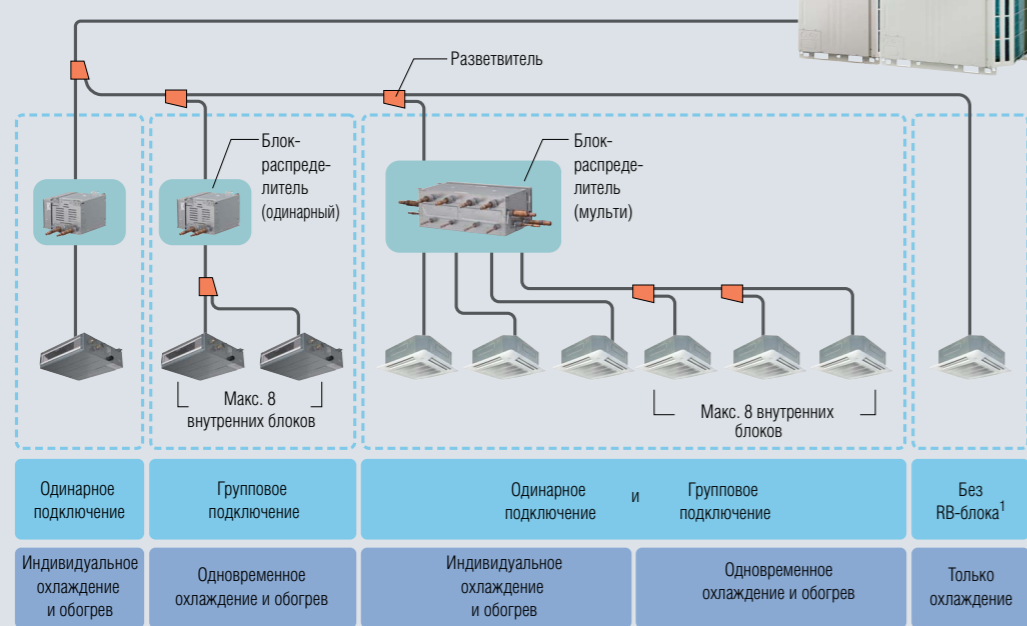 Разветвитель
Блок-
распреде-
литель
(одинарный)
Блок-
распреде-
литель
(мульти)
Макс. 8
внутренних блоков
Макс. 8 внутренних
блоков
Одинарное
подключение
Групповое
подключение
Одинарное
подключение
и
Групповое
подключение
Без
RB-блока¹
Индивидуальное
охлаждение
и обогрев
Одновременное
охлаждение и обогрев
Индивидуальное
охлаждение
и обогрев
Одновременное
охлаждение и обогрев
Только
охлаждение